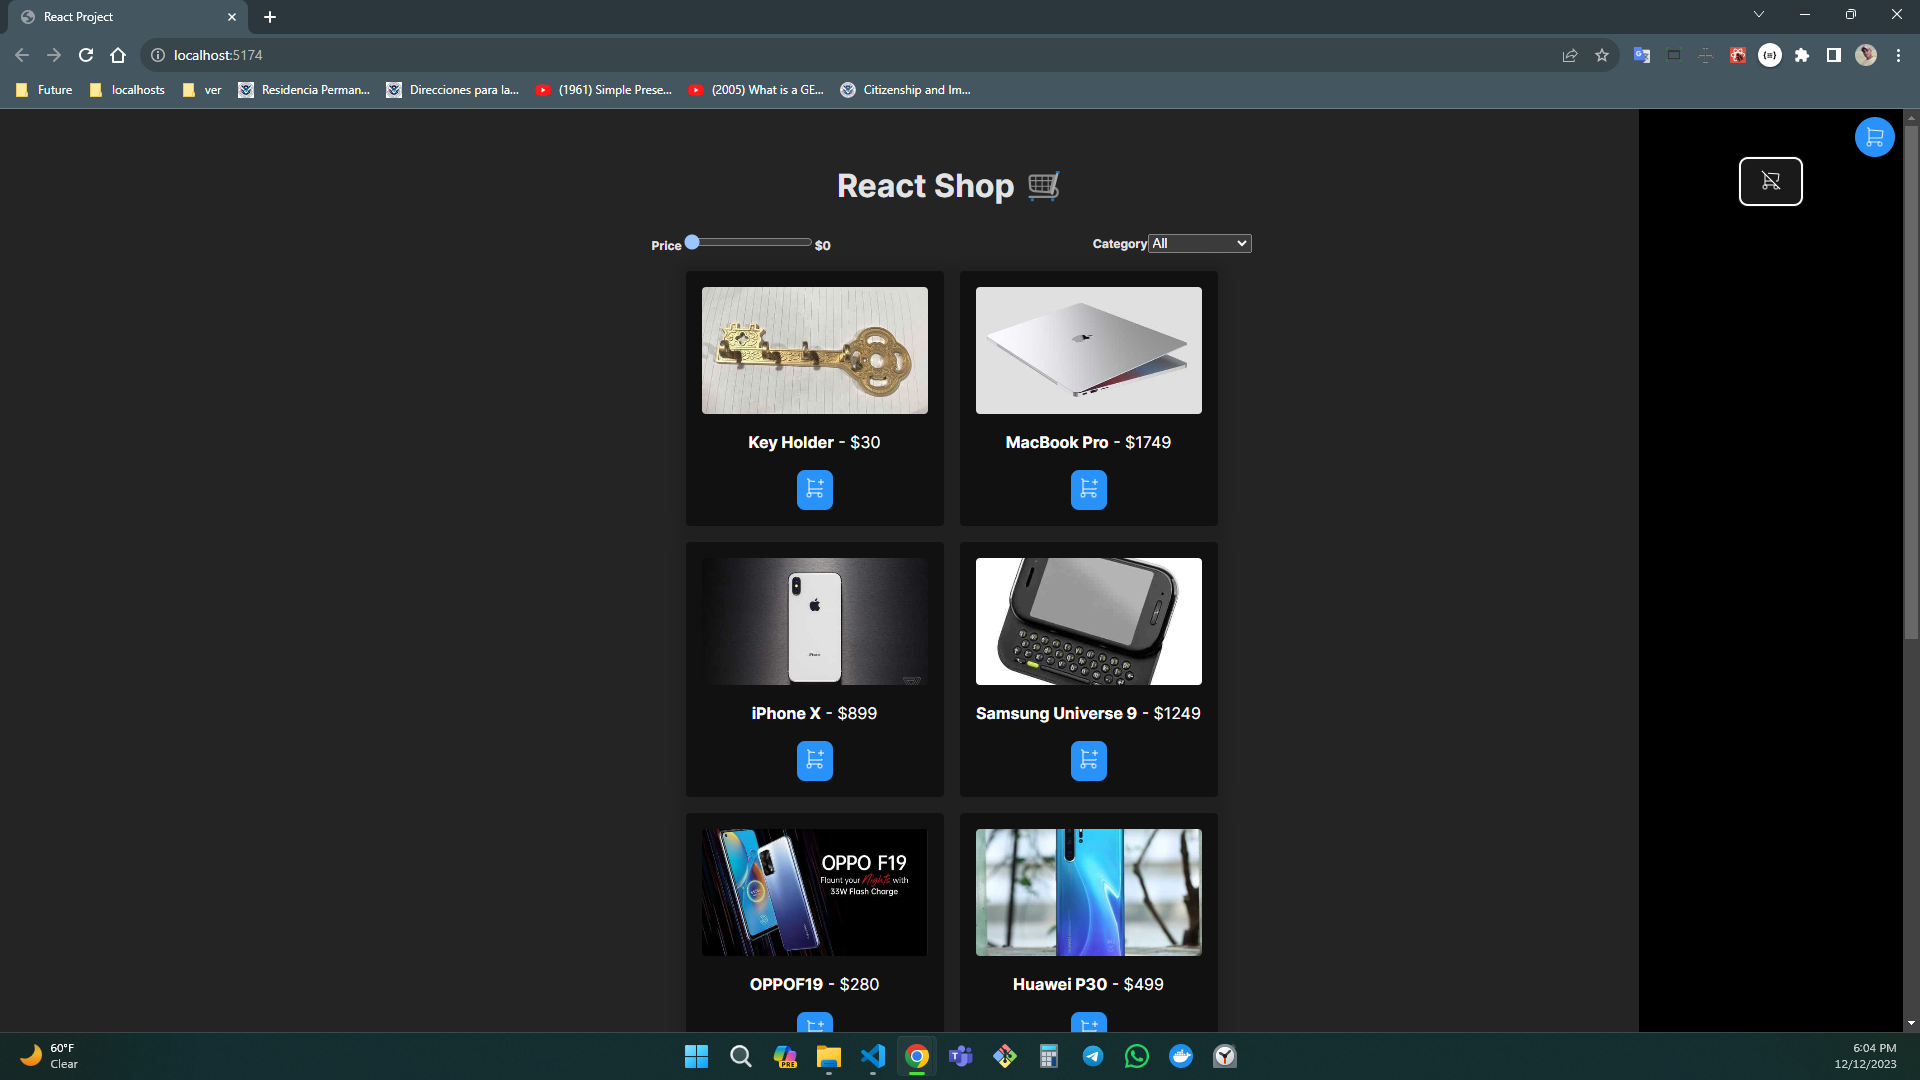 React Project
localhost:5174
Future
localhosts
ver
Residencia Perman...
Direcciones para la...
(1961) Simple Prese...
(2005) What is a GE...
Citizenship and Im...
React Shop
Price $0
Category All
Key Holder - $30
MacBook Pro - $1749
iPhone
iPhone X - $899
Samsung Universe 9 - $1249
OPPO F19
Flaunt your Nights with
33W Flash Charge
OPPOF19 - $280
Huawei P30 - $499
60°F
Clear
PRE
6:04 PM
12/12/2023